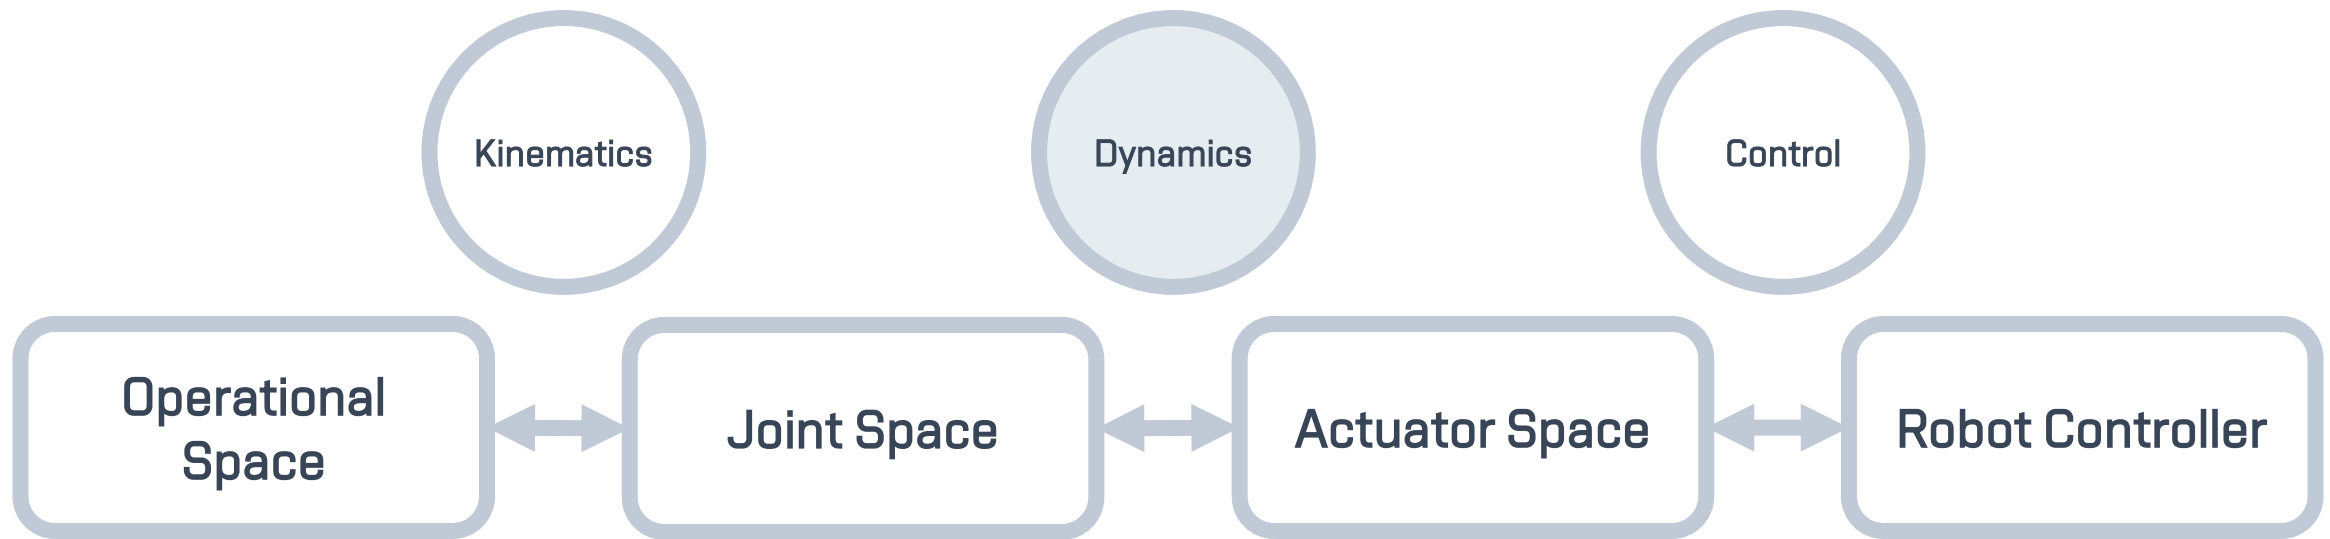 Kinematics
Dynamics
Control
Operational
Space
Joint Space
Actuator Space
Robot Controller